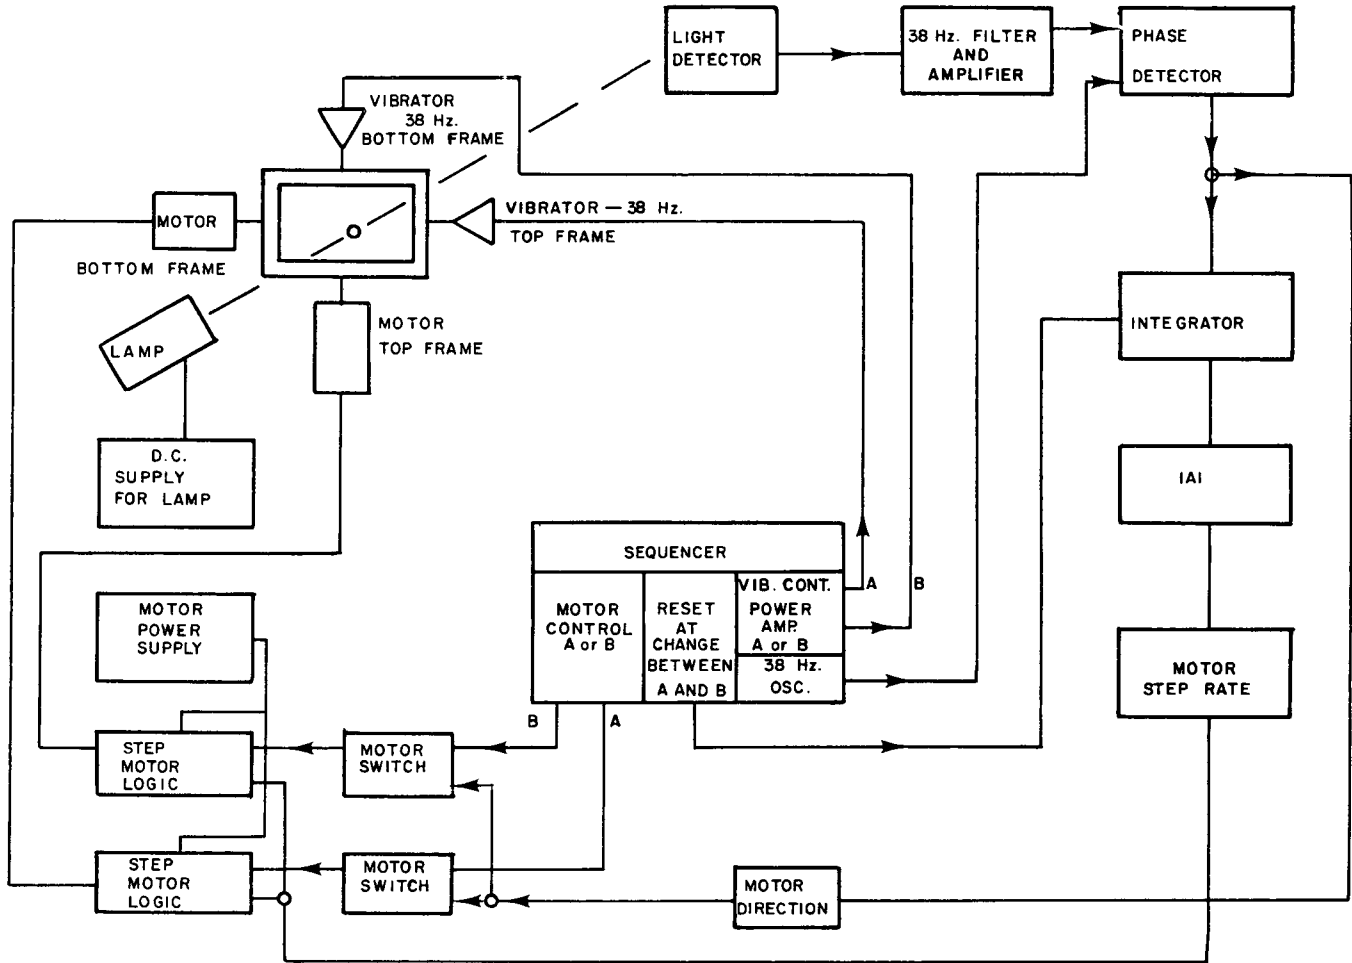 LIGHT
DETECTOR
38 Hz. FILTER
AND
AMPLIFIER
PHASE
DETECTOR
VIBRATOR
38 Hz.
BOTTOM FRAME
MOTOR
BOTTOM FRAME
VIBRATOR — 38 Hz.
TOP FRAME
MOTOR
TOP FRAME
LAMP
INTEGRATOR
D.C.
SUPPLY
FOR LAMP
IAI
SEQUENCER
MOTOR
CONTROL
A or B
RESET
AT
CHANGE
BETWEEN
A AND B
VIB. CONT.
POWER
AMP.
A or B
38 Hz.
OSC.
A
B
MOTOR
POWER
SUPPLY
MOTOR
STEP RATE
B
A
STEP
MOTOR
LOGIC
MOTOR
SWITCH
STEP
MOTOR
LOGIC
MOTOR
SWITCH
MOTOR
DIRECTION